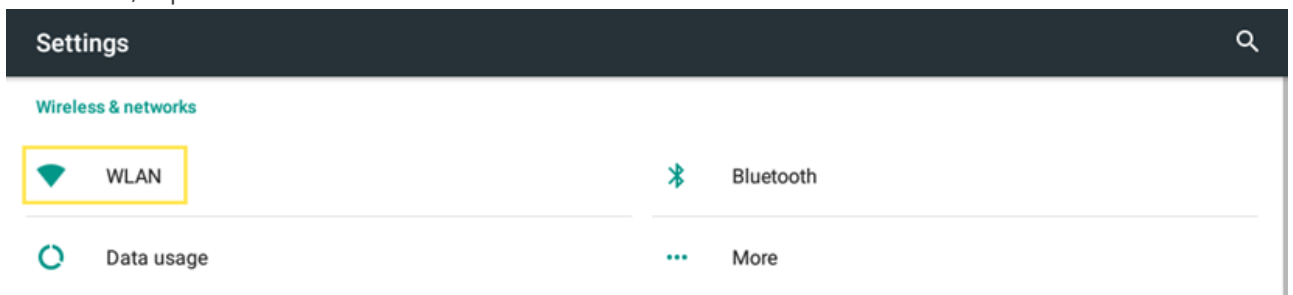 Settings
Wireless & networks
WLAN
Bluetooth
Data usage
More